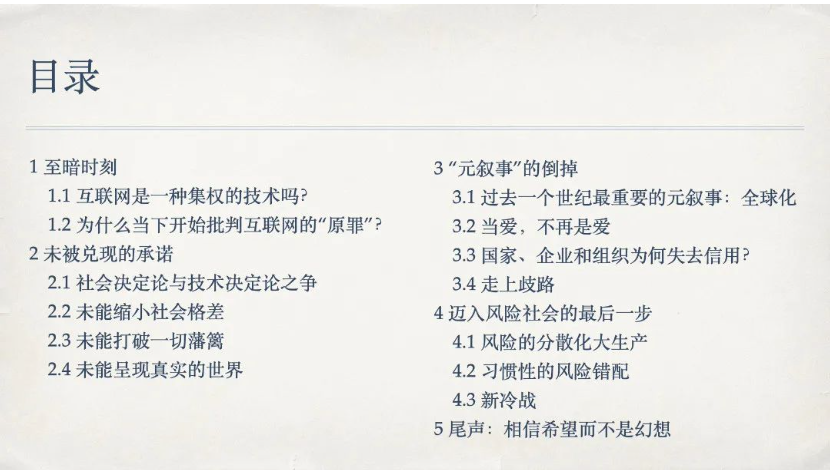 目录
1 至暗时刻
1.1 互联网是一种集权的技术吗？
1.2 为什么当下开始批判互联网的“原罪”？
2 未被兑现的承诺
2.1 社会决定论与技术决定论之争
2.2 未能缩小社会格差
2.3 未能打破一切藩篱
2.4 未能呈现真实的世界
3 “元叙事”的倒掉
3.1 过去一个世纪最重要的元叙事：全球化
3.2 当爱，不再是爱
3.3 国家、企业和组织为何失去信用？
3.4 走上歧路
4 迈入风险社会的最后一步
4.1 风险的分散化大生产
4.2 习惯性的风险错配
4.3 新冷战
5 尾声：相信希望而不是幻想